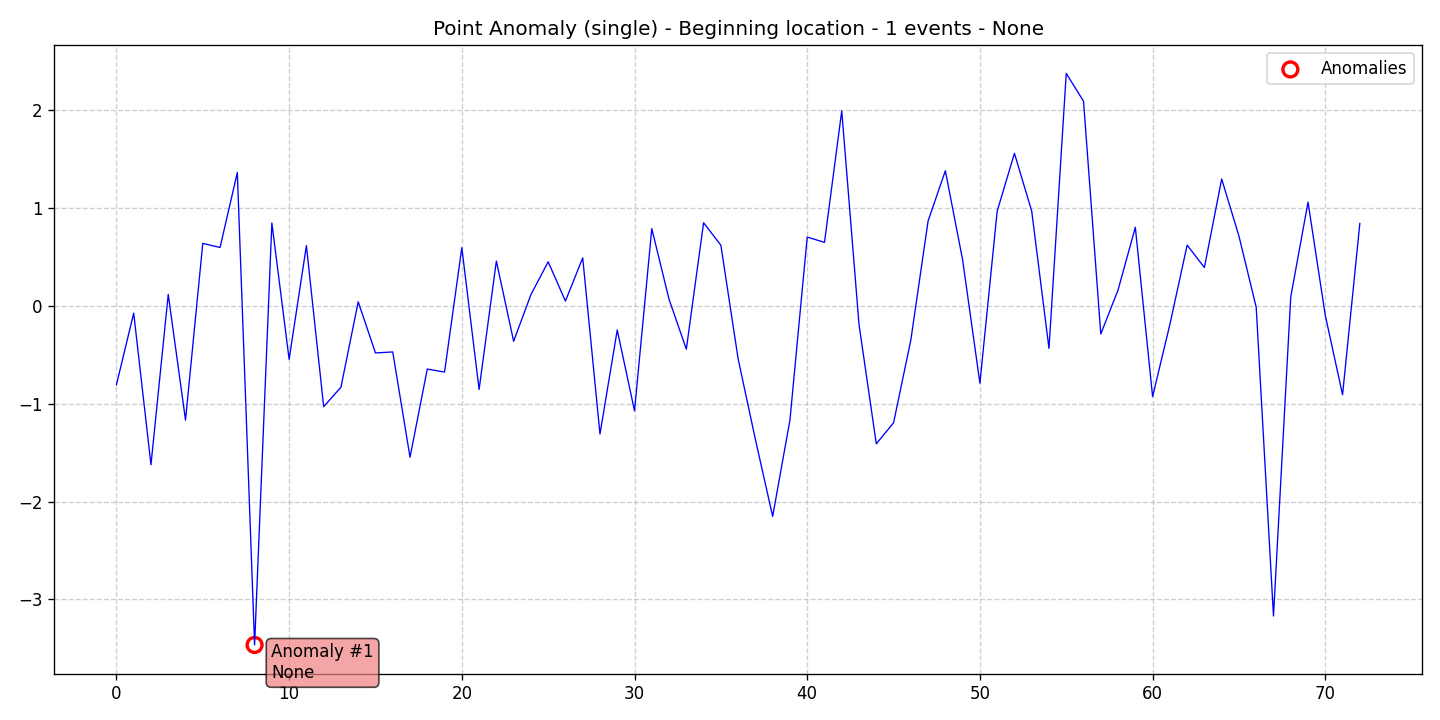 Point Anomaly (single) - Beginning location - 1 events - None
Anomalies
2
1
0
−1
−2
−3
Anomaly #1
None
0 10 20 30 40 50 60 70